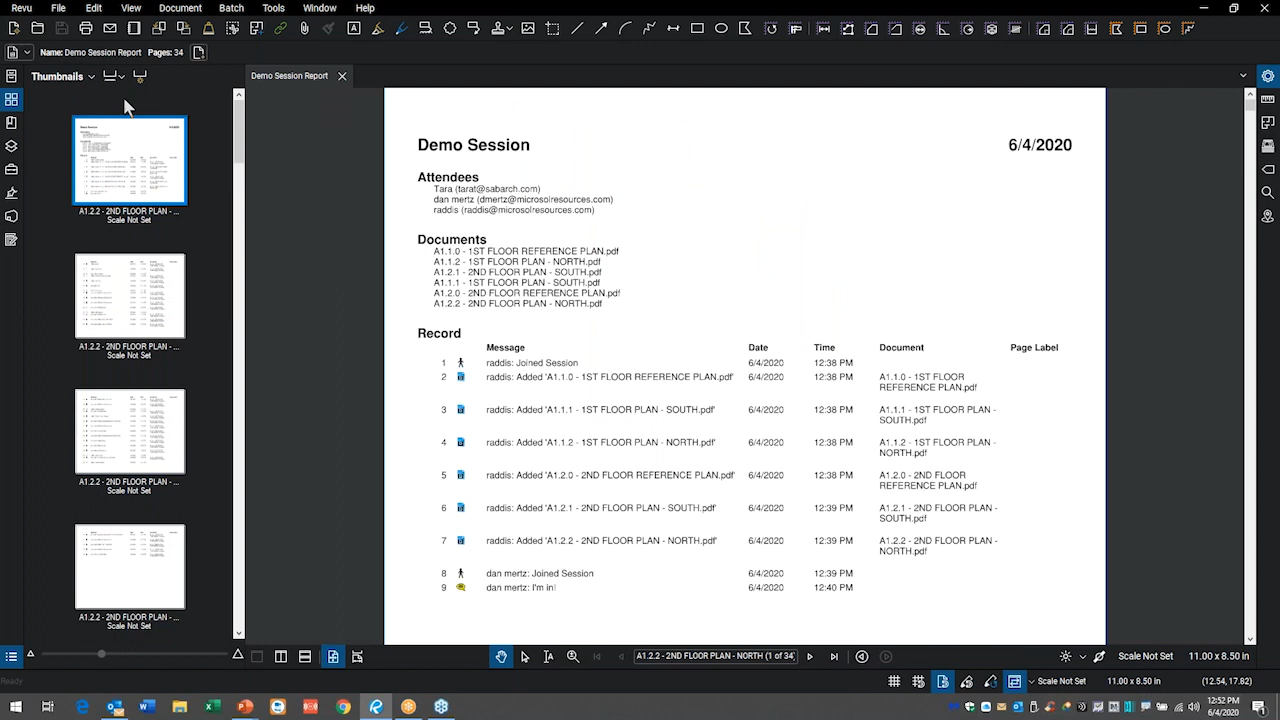 Revu File Edit View Document Batch Tools Window Help
Name: Demo Session Report Pages: 34
Thumbnails
Demo Session Report
A1.2.2 - 2ND FLOOR PLAN - ...
Scale Not Set
A1.2.2 - 2ND FLOOR PLAN - ...
Scale Not Set
A1.2.2 - 2ND FLOOR PLAN - ...
Scale Not Set
A1.2.2 - 2ND FLOOR PLAN - ...
Scale Not Set
Demo Session 6/4/2020
Attendees
dan mertz (dmertz@microsolresources.com)
raddis (raddis@microsolresources.com)
Documents
A1.1.0 - 1ST FLOOR REFERENCE PLAN.pdf
A1.1.2 - 1ST FLOOR PLAN - NORTH.pdf
A1.2.1 - 2ND FLOOR PLAN - SOUTH.pdf
A1.1.1 - 1ST FLOOR PLAN - SOUTH.pdf
A1.2.0 - 2ND FLOOR REFERENCE PLAN.pdf
A1.2.2 - 2ND FLOOR PLAN - NORTH.pdf
Record
Message Date Time Document Page Label
1 raddis: Joined Session 6/4/2020 12:38 PM
2 raddis: Added 'A1.1.0 - 1ST FLOOR REFERENCE PLAN.pdf' 6/4/2020 12:38 PM A1.1.0 - 1ST FLOOR
REFERENCE PLAN.pdf
3 raddis: Added 'A1.1.1 - 1ST FLOOR PLAN - SOUTH.pdf' 6/4/2020 12:38 PM A1.1.1 - 1ST FLOOR PLAN -
SOUTH.pdf
4 raddis: Added 'A1.1.2 - 1ST FLOOR PLAN - NORTH.pdf' 6/4/2020 12:38 PM A1.1.2 - 1ST FLOOR PLAN -
NORTH.pdf
5 raddis: Added 'A1.2.0 - 2ND FLOOR REFERENCE PLAN.pdf' 6/4/2020 12:38 PM A1.2.0 - 2ND FLOOR
REFERENCE PLAN.pdf
6 raddis: Added 'A1.2.1 - 2ND FLOOR PLAN - SOUTH.pdf' 6/4/2020 12:38 PM A1.2.1 - 2ND FLOOR PLAN -
SOUTH.pdf
7 raddis: Added 'A1.2.2 - 2ND FLOOR PLAN - NORTH.pdf' 6/4/2020 12:38 PM A1.2.2 - 2ND FLOOR PLAN -
NORTH.pdf
8 dan mertz: Joined Session 6/4/2020 12:39 PM
9 dan mertz: I'm in! 6/4/2020 12:40 PM
A1.2.2 - 2ND FLOOR PLAN - NORTH (1 of 34) Scale Not Set 11.00 x 8.50 in
Ready Scale Not Set 11.00 x 8.50 in (12.54,17.82)
12:52 PM
6/4/2020